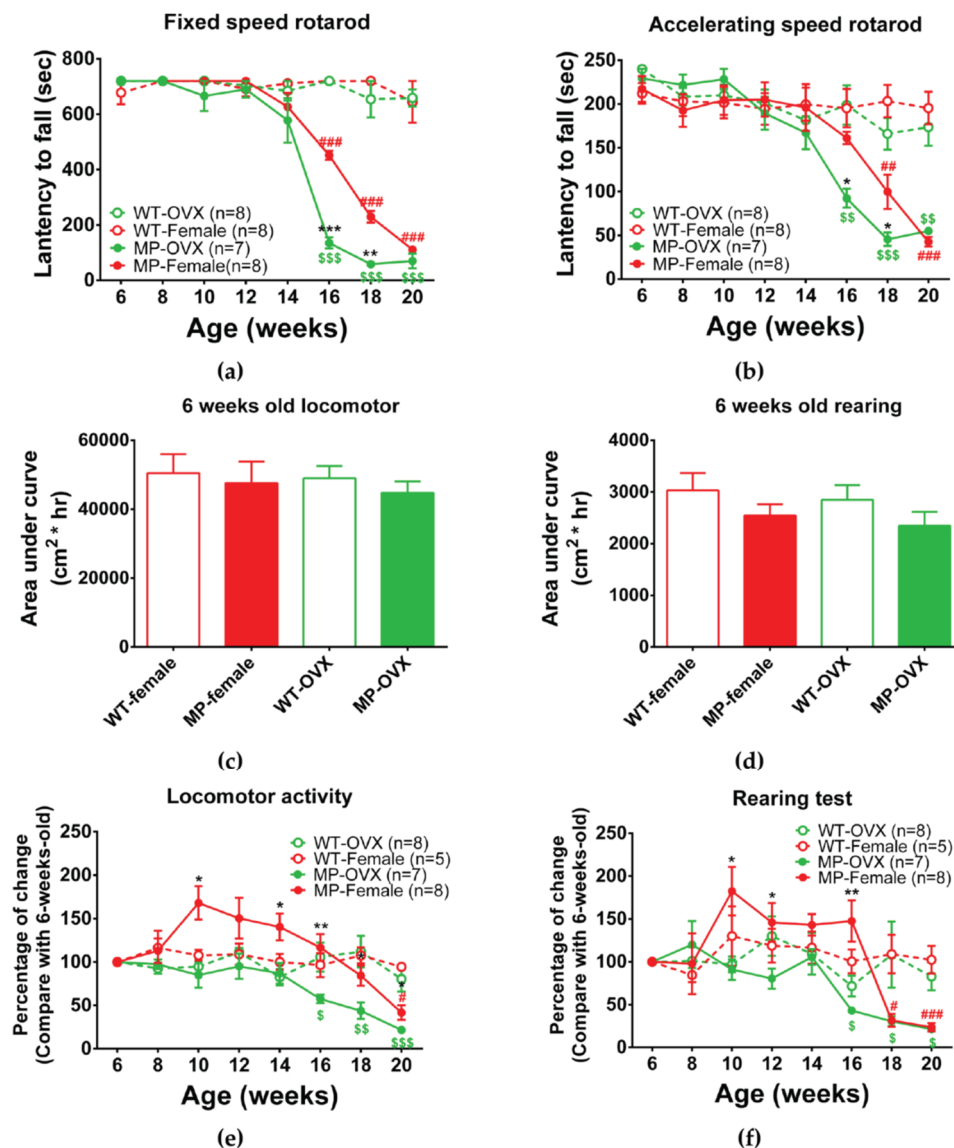 Fixed speed rotarod
Lantency to fall (sec)
800
600
400
200
0
###
###
###
***
**
$$$
$$$
$$$
WT-OVX (n=8)
WT-Female (n=8)
MP-OVX (n=7)
MP-Female(n=8)
6 8 10 12 14 16 18 20
Age (weeks)
(a)
Accelerating speed rotarod
Lantency to fall (sec)
250
200
150
100
50
0
*
##
$$
*
$$
$$$
###
WT-OVX (n=8)
WT-Female (n=8)
MP-OVX (n=7)
MP-Female (n=8)
6 8 10 12 14 16 18 20
Age (weeks)
(b)
6 weeks old locomotor
Area under curve
(cm2 * hr)
60000
40000
20000
0
WT-female
MP-female
WT-OVX
MP-OVX
(c)
6 weeks old rearing
Area under curve
(cm2 * hr)
4000
3000
2000
1000
0
WT-female
MP-female
WT-OVX
MP-OVX
(d)
Locomotor activity
Percentage of change
(Compare with 6-weeks-old)
250
200
150
100
50
0
WT-OVX (n=8)
WT-Female (n=5)
MP-OVX (n=7)
MP-Female (n=8)
*
*
**
*
*
#
$
$$
$$$
6 8 10 12 14 16 18 20
Age (weeks)
(e)
Rearing test
Percentage of change
(Compare with 6-weeks-old)
250
200
150
100
50
0
WT-OVX (n=8)
WT-Female (n=5)
MP-OVX (n=7)
MP-Female (n=8)
*
*
**
#
###
$
$
$
6 8 10 12 14 16 18 20
Age (weeks)
(f)